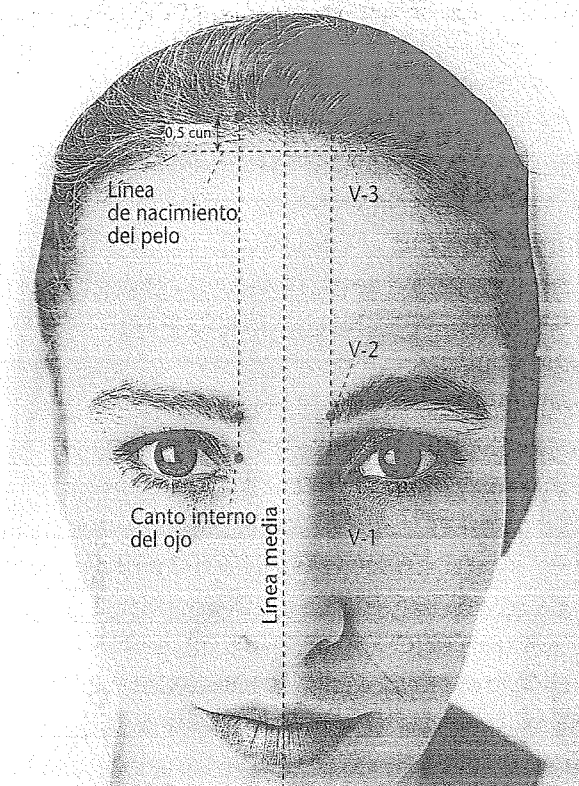 0,5 cun
Línea
de nacimiento
del pelo
V-3
V-2
Canto interno
del ojo
V-1
Línea media